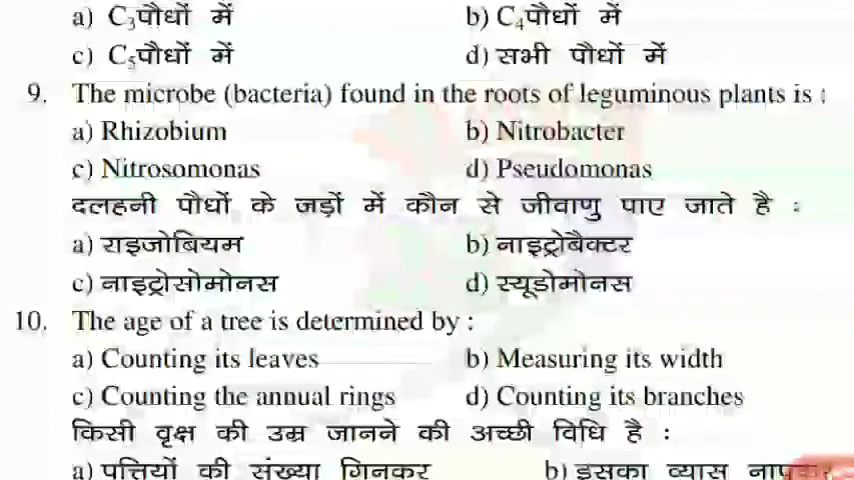 a) C₃पौधों में b) C₄पौधों में
c) C₅पौधों में d) सभी पौधों में
9. The microbe (bacteria) found in the roots of leguminous plants is :
a) Rhizobium b) Nitrobacter
c) Nitrosomonas d) Pseudomonas
दलहनी पौधों के जड़ों में कौन से जीवाणु पाए जाते है :
a) राइजोबियम b) नाइट्रोबैक्टर
c) नाइट्रोसोमोनस d) स्यूडोमोनस
10. The age of a tree is determined by :
a) Counting its leaves b) Measuring its width
c) Counting the annual rings d) Counting its branches
किसी वृक्ष की उम्र जानने की अच्छी विधि है :
a) पत्तियों की संख्या गिनकर b) इसका व्यास नापकर